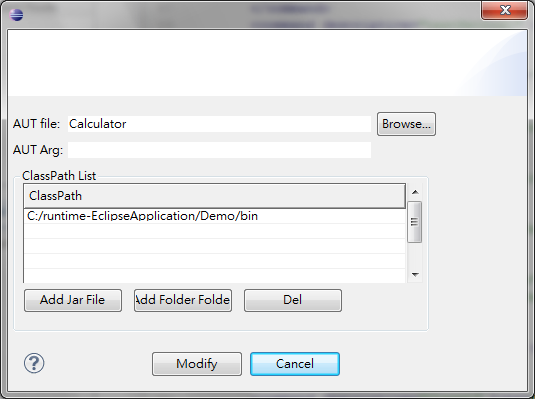 AUT file: Calculator Browse...
AUT Arg:
ClassPath List
ClassPath
C:/runtime-EclipseApplication/Demo/bin
Add Jar File Add Folder Folde Del
Modify Cancel